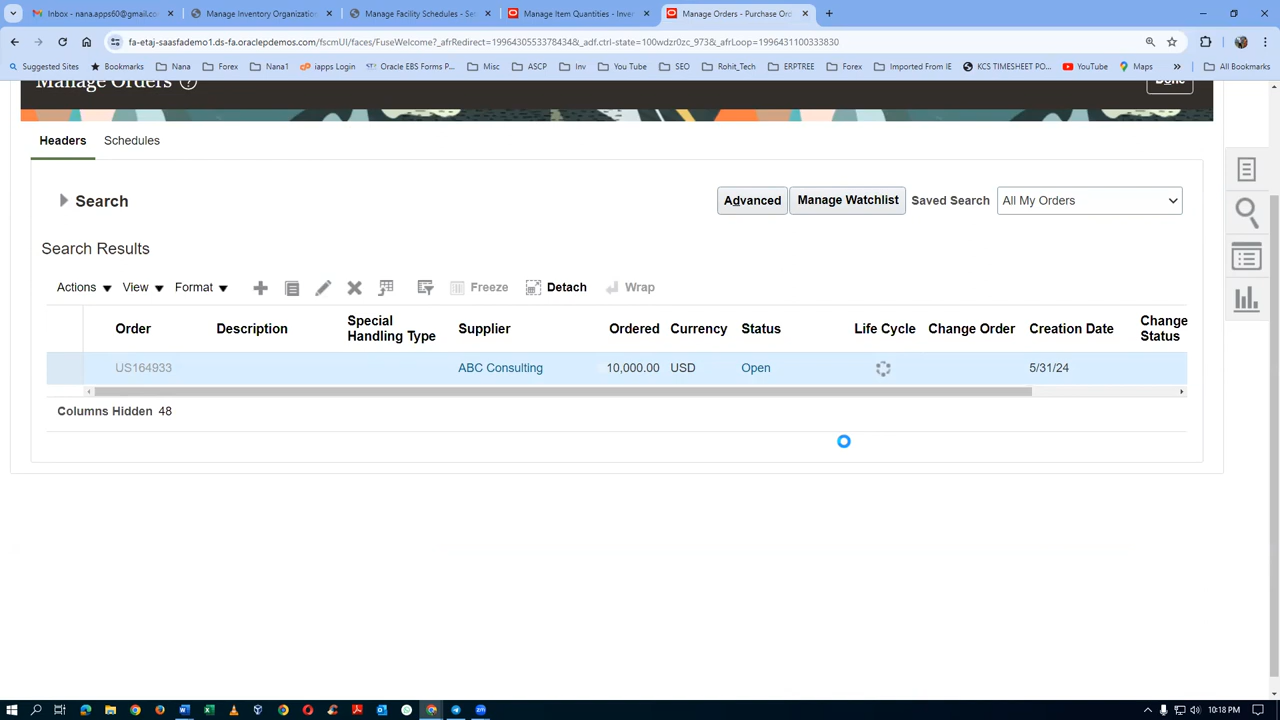 Inbox - nana.apps60@gmail.co
Manage Inventory Organization
Manage Facility Schedules - Se
Manage Item Quantities - Inve
Manage Orders - Purchase Ord
fa-etaj-saasfademo1.ds-fa.oraclepdemos.com/fscmUI/faces/FuseWelcome?_afrRedirect=1996430553378434&_adf.ctrl-state=100wdzr0zc_973&_afrLoop=1996431100333830
Suggested Sites Bookmarks Nana Forex Nana1 iapps Login Oracle EBS Forms P... Misc ASCP Inv You Tube SEO Rohit_Tech ERPTREE Forex Imported From IE KCS TIMESHEET PO... YouTube Maps » All Bookmarks
Manage Orders ? Done
Headers Schedules
Search Advanced Manage Watchlist Saved Search All My Orders
Search Results
Actions View Format Freeze Detach Wrap
Order Description Special Handling Type Supplier Ordered Currency Status Life Cycle Change Order Creation Date Change Status
US164933 ABC Consulting 10,000.00 USD Open 5/31/24
Columns Hidden 48
10:18 PM